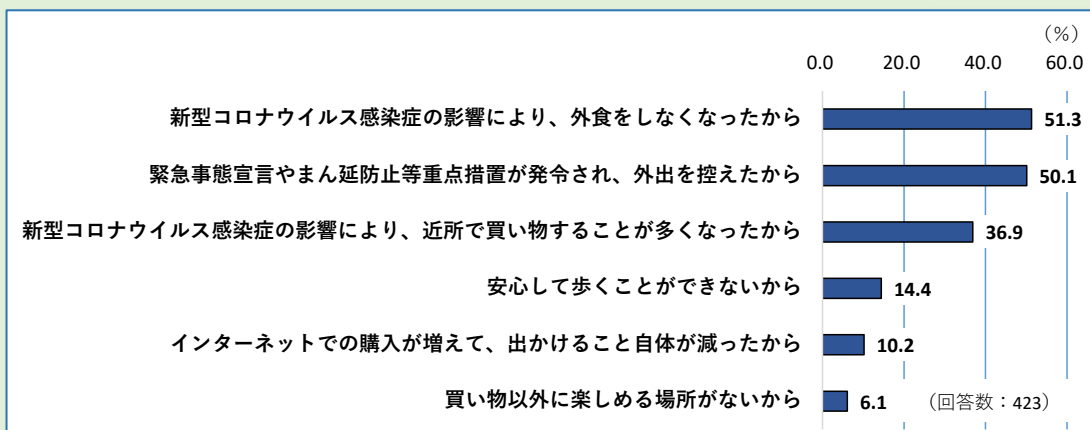 （%）
0.0 20.0 40.0 60.0
新型コロナウイルス感染症の影響により、外食をしなくなったから 51.3
緊急事態宣言やまん延防止等重点措置が発令され、外出を控えたから 50.1
新型コロナウイルス感染症の影響により、近所で買い物することが多くなったから 36.9
安心して歩くことができないから 14.4
インターネットでの購入が増えて、出かけること自体が減ったから 10.2
買い物以外に楽しめる場所がないから 6.1 （回答数：423）